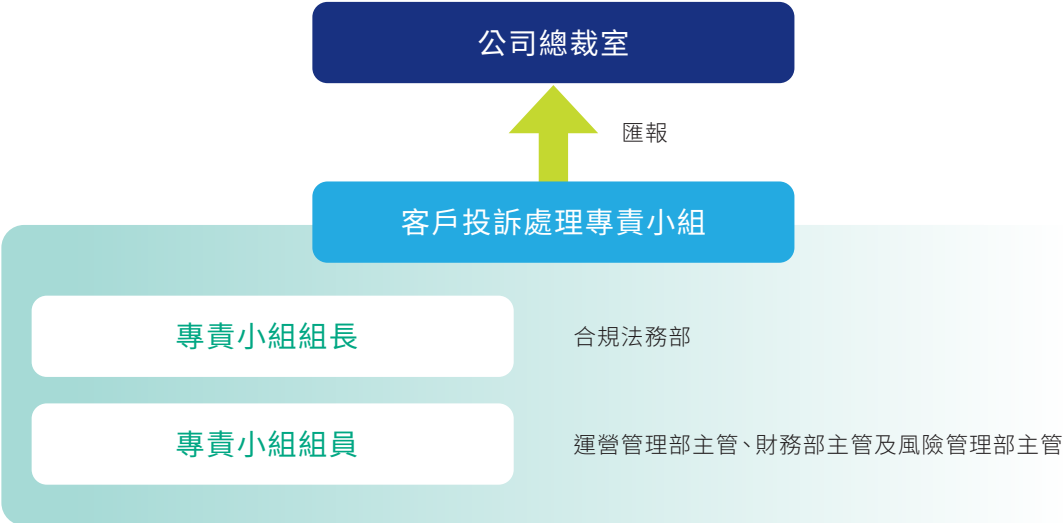 公司總裁室
匯報
客戶投訴處理專責小組
專責小組組長
合規法務部
專責小組組員
運營管理部主管、財務部主管及風險管理部主管